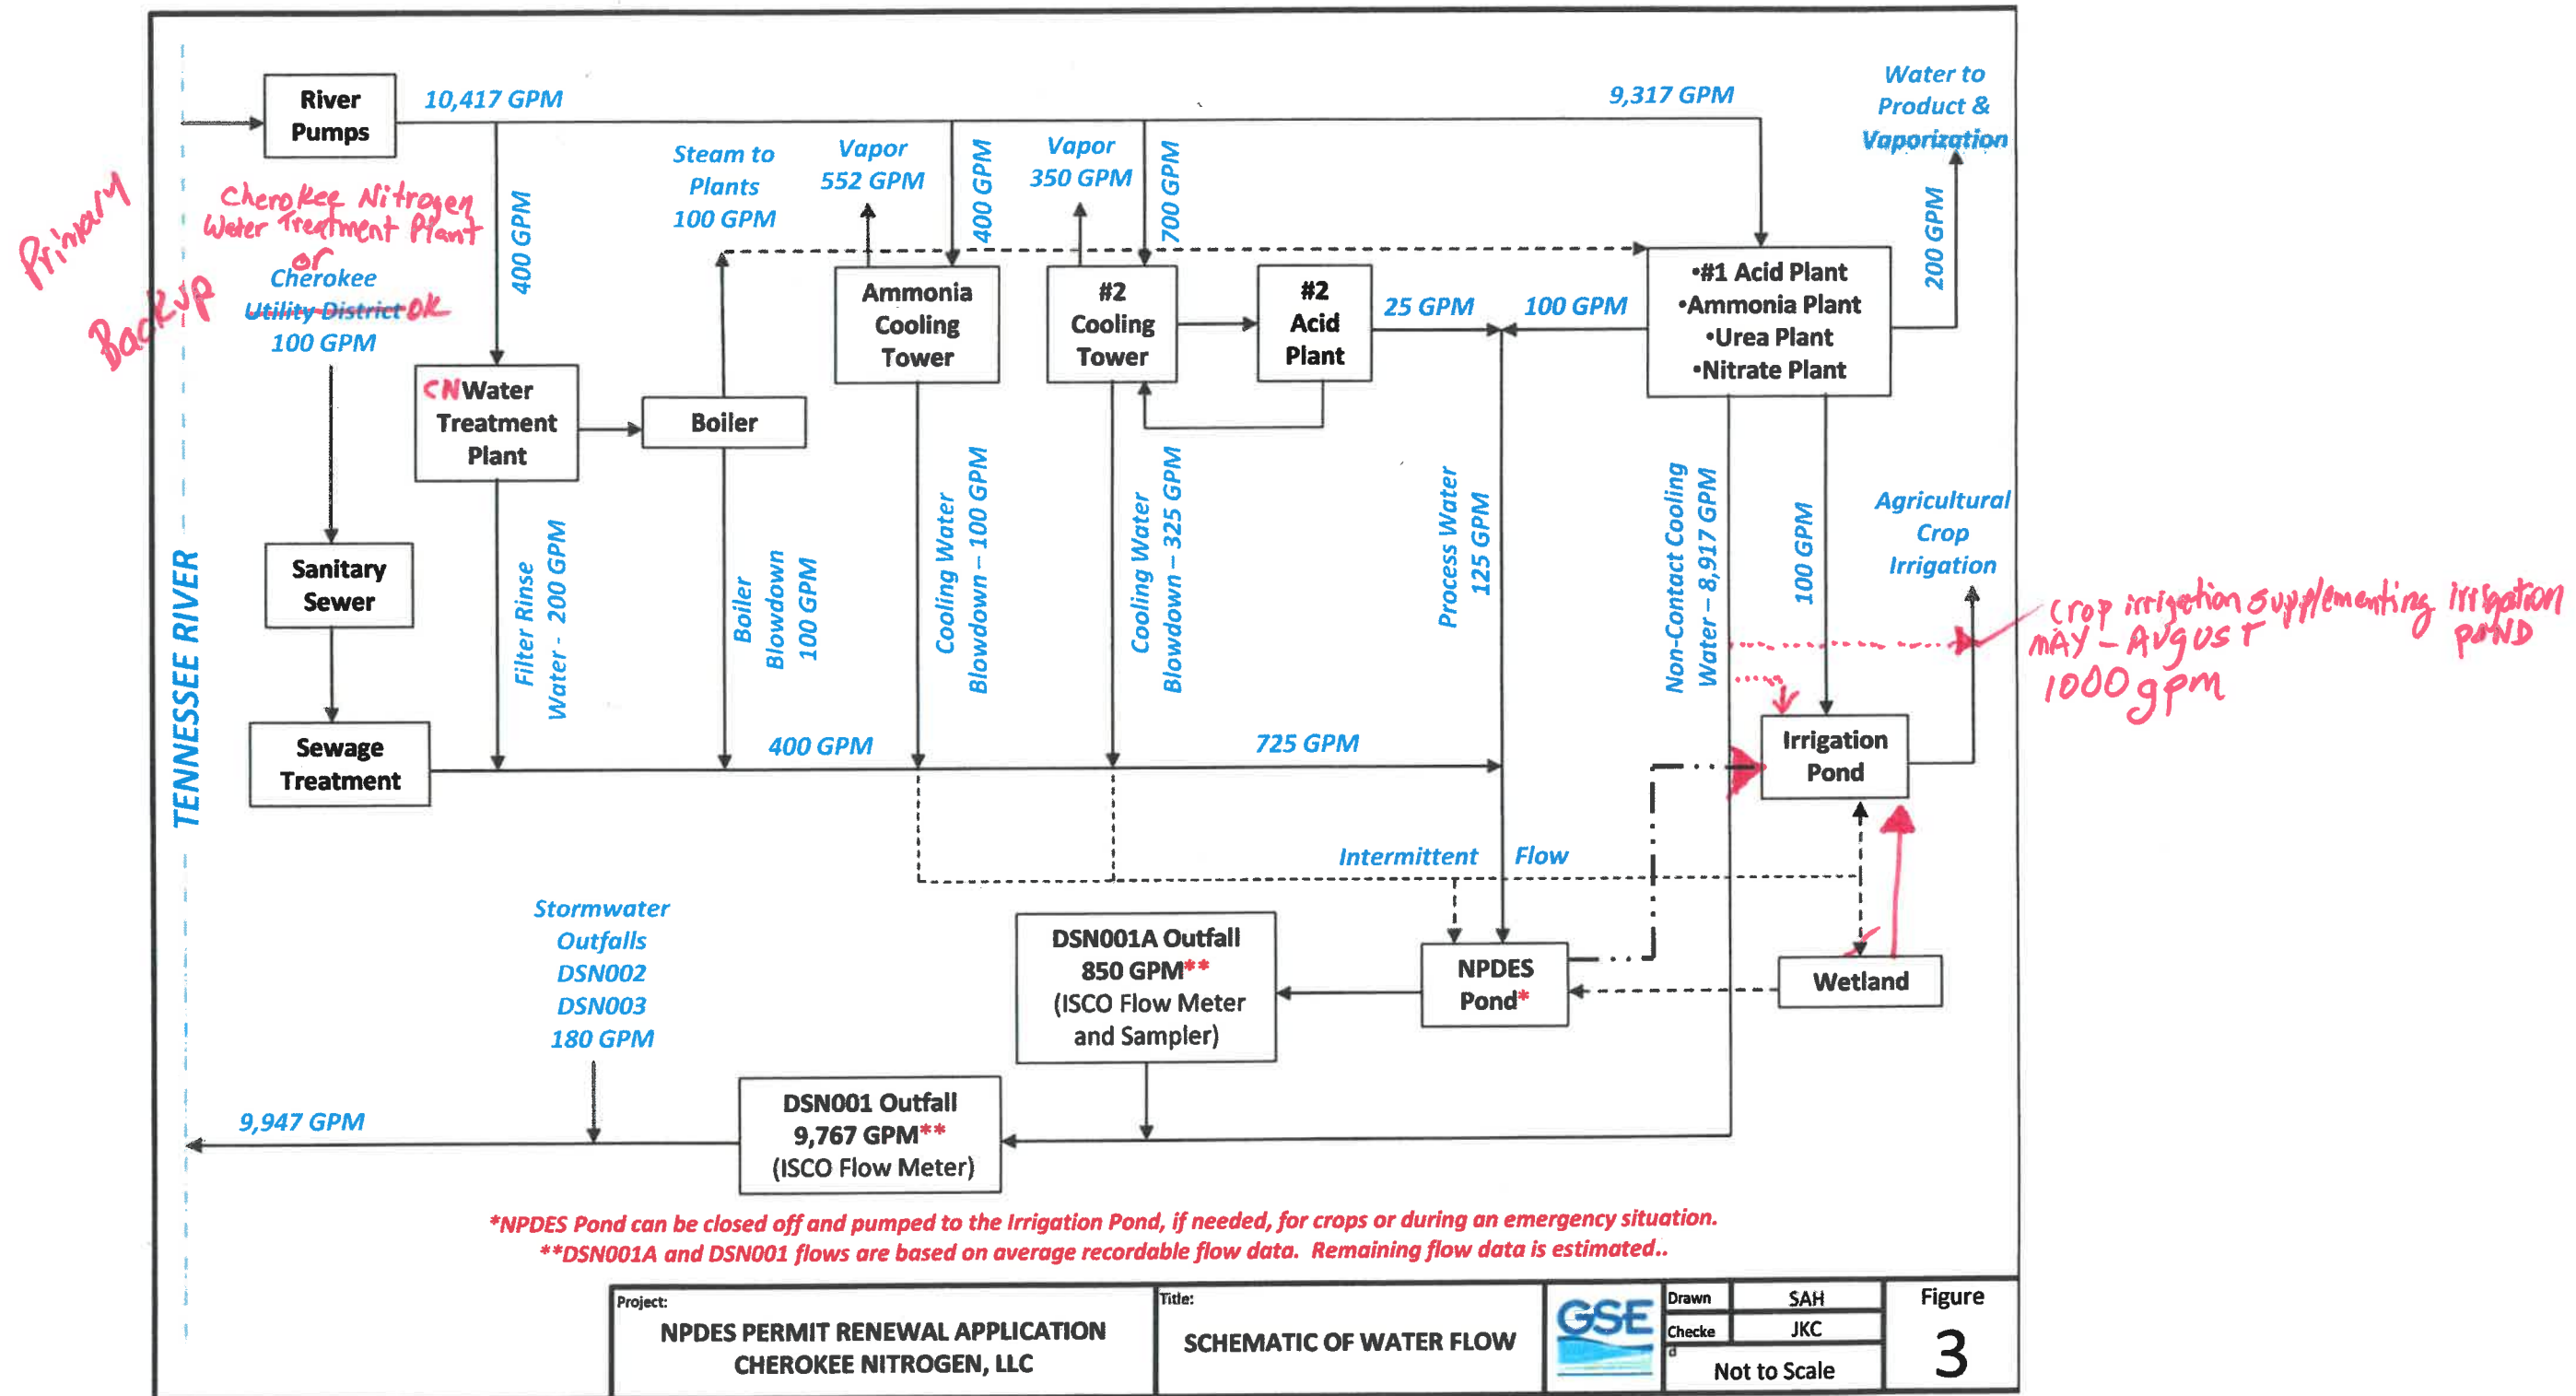 River
Pumps
10,417 GPM
9,317 GPM
Water to
Product &
Vaporization
200 GPM
Primary
Cherokee Nitrogen
Water Treatment Plant
or
Backup
Cherokee
Utility District OK
100 GPM
400 GPM
Steam to
Plants
100 GPM
Vapor
552 GPM
400 GPM
Vapor
350 GPM
700 GPM
CN Water
Treatment
Plant
Boiler
Ammonia
Cooling
Tower
#2
Cooling
Tower
#2
Acid
Plant
25 GPM
100 GPM
•#1 Acid Plant
•Ammonia Plant
•Urea Plant
•Nitrate Plant
TENNESSEE RIVER
Sanitary
Sewer
Sewage
Treatment
Filter Rinse
Water - 200 GPM
Boiler
Blowdown
100 GPM
Cooling Water
Blowdown – 100 GPM
Cooling Water
Blowdown – 325 GPM
Process Water
125 GPM
Non-Contact Cooling
Water – 8,917 GPM
100 GPM
Agricultural
Crop
Irrigation
Crop irrigation supplementing irrigation
MAY – AUGUST POND
1000 gpm
400 GPM
725 GPM
Irrigation
Pond
Intermittent Flow
Stormwater
Outfalls
DSN002
DSN003
180 GPM
DSN001A Outfall
850 GPM**
(ISCO Flow Meter
and Sampler)
NPDES
Pond*
Wetland
9,947 GPM
DSN001 Outfall
9,767 GPM**
(ISCO Flow Meter)
*NPDES Pond can be closed off and pumped to the Irrigation Pond, if needed, for crops or during an emergency situation.
**DSN001A and DSN001 flows are based on average recordable flow data. Remaining flow data is estimated..
Project:
NPDES PERMIT RENEWAL APPLICATION
CHEROKEE NITROGEN, LLC
Title:
SCHEMATIC OF WATER FLOW
GSE
Drawn SAH
Checke
d JKC
Not to Scale
Figure
3